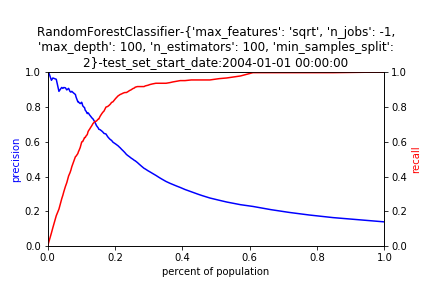 RandomForestClassifier-{'max_features': 'sqrt', 'n_jobs': -1,
'max_depth': 100, 'n_estimators': 100, 'min_samples_split':
2}-test_set_start_date:2004-01-01 00:00:00
1.0 1.0
0.8 0.8
0.6 0.6
precision recall
0.4 0.4
0.2 0.2
0.0 0.0
0.0 0.2 0.4 0.6 0.8 1.0
percent of population